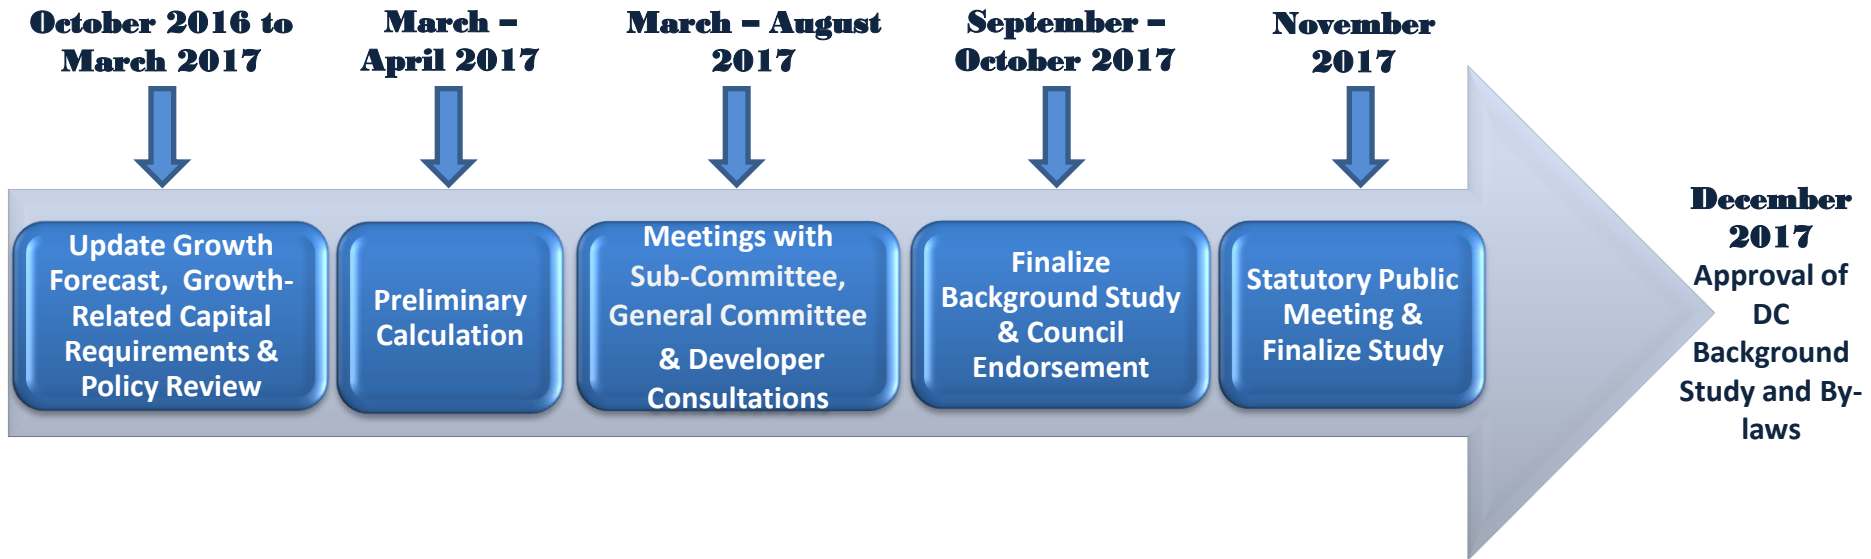 October 2016 to
March 2017
March –
April 2017
March – August
2017
September –
October 2017
November
2017
Update Growth
Forecast, Growth-
Related Capital
Requirements &
Policy Review
Preliminary
Calculation
Meetings with
Sub-Committee,
General Committee
& Developer
Consultations
Finalize
Background Study
& Council
Endorsement
Statutory Public
Meeting &
Finalize Study
December
2017
Approval of
DC
Background
Study and By-
laws